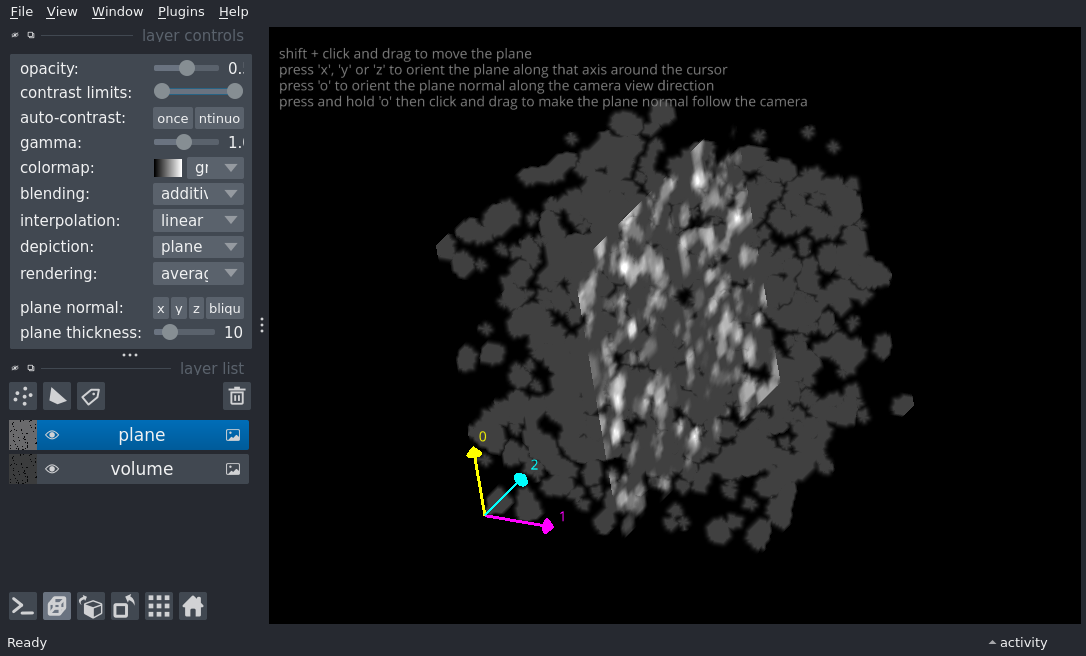 File View Window Plugins Help
layer controls
opacity: 0.
contrast limits:
auto-contrast: once ntinuo
gamma: 1.
colormap: gr
blending: additiv
interpolation: linear
depiction: plane
rendering: averag
plane normal: x y z bliqu
plane thickness: 10
layer list
plane
volume
Ready
shift + click and drag to move the plane
press 'x', 'y' or 'z' to orient the plane along that axis around the cursor
press 'o' to orient the plane normal along the camera view direction
press and hold 'o' then click and drag to make the plane normal follow the camera
0
2
1
activity